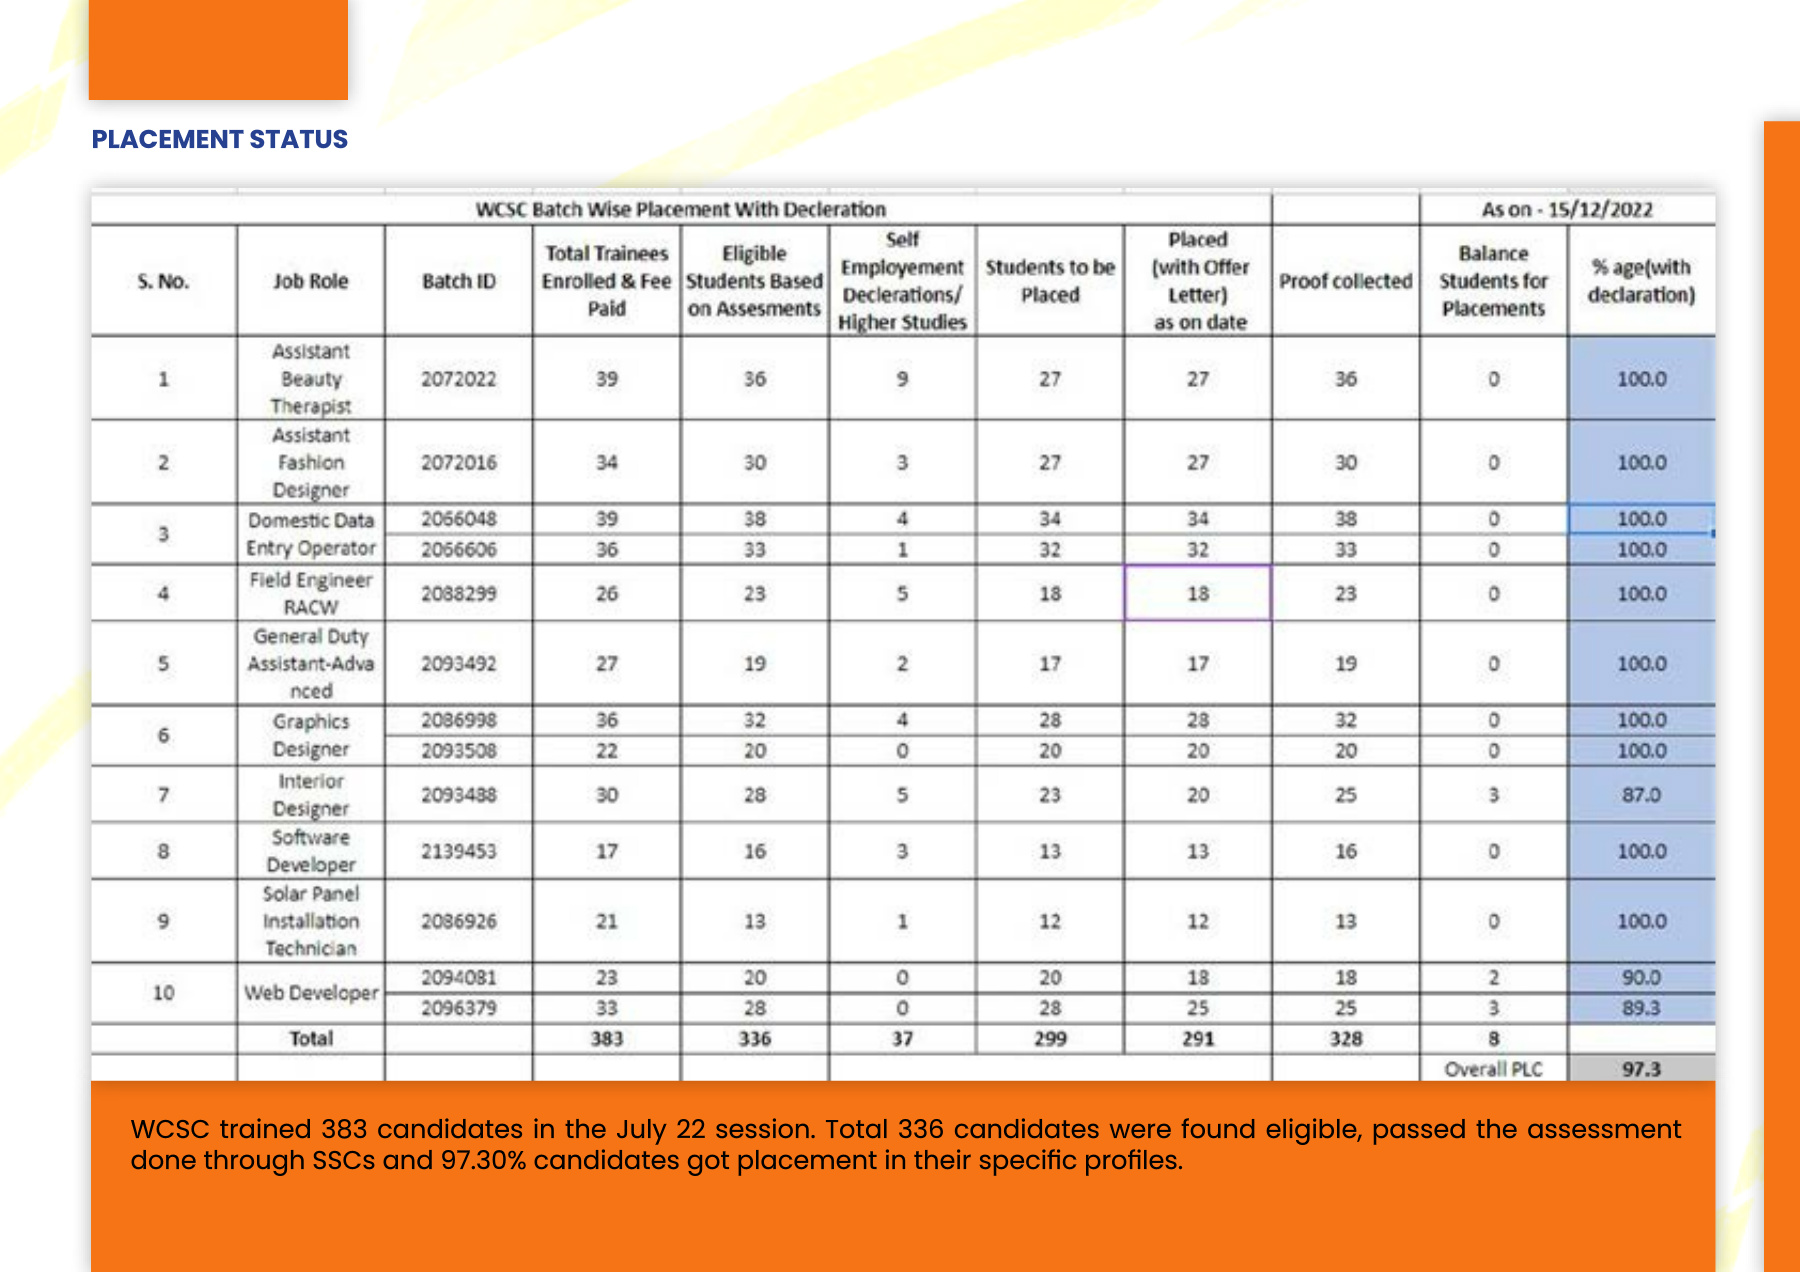 PLACEMENT STATUS
WCSC Batch Wise Placement With Decleration As on - 15/12/2022
S. No. Job Role Batch ID Total Trainees Enrolled & Fee Paid Eligible Students Based on Assesments Self Employement Declerations/ Higher Studies Students to be Placed Placed (with Offer Letter) as on date Proof collected Balance Students for Placements % age(with declaration)
1 Assistant Beauty Therapist 2072022 39 36 9 27 27 36 0 100.0
2 Assistant Fashion Designer 2072016 34 30 3 27 27 30 0 100.0
3 Domestic Data Entry Operator 2066048 39 38 4 34 34 38 0 100.0
2066606 36 33 1 32 32 33 0 100.0
4 Field Engineer RACW 2088299 26 23 5 18 18 23 0 100.0
5 General Duty Assistant-Advanced 2093492 27 19 2 17 17 19 0 100.0
6 Graphics Designer 2086998 36 32 4 28 28 32 0 100.0
2093508 22 20 0 20 20 20 0 100.0
7 Interior Designer 2093488 30 28 5 23 20 25 3 87.0
8 Software Developer 2139453 17 16 3 13 13 16 0 100.0
9 Solar Panel Installation Technician 2086926 21 13 1 12 12 13 0 100.0
10 Web Developer 2094081 23 20 0 20 18 18 2 90.0
2096379 33 28 0 28 25 25 3 89.3
Total 383 336 37 299 291 328 8
Overall PLC 97.3
WCSC trained 383 candidates in the July 22 session. Total 336 candidates were found eligible, passed the assessment
done through SSCs and 97.30% candidates got placement in their specific profiles.